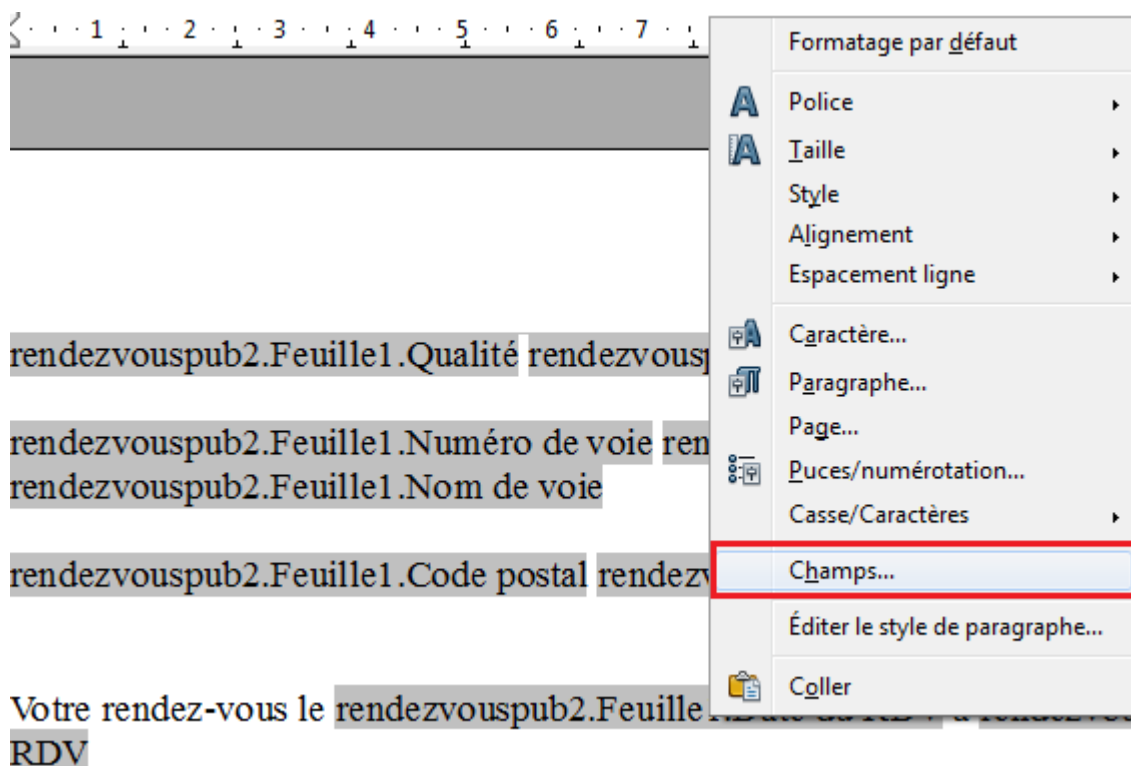 1 2 3 4 5 6 7
Formatage par défaut
Police
Taille
Style
Alignement
Espacement ligne
Caractère...
Paragraphe...
Page...
Puces/numérotation...
Casse/Caractères
Champs...
Éditer le style de paragraphe...
Coller
rendezvouspub2.Feuille1.Qualité
rendezvouspub2.Feuille1.Numéro de voie
rendezvouspub2.Feuille1.Nom de voie
rendezvouspub2.Feuille1.Code postal
Votre rendez-vous le rendezvouspub2.Feuille
RDV